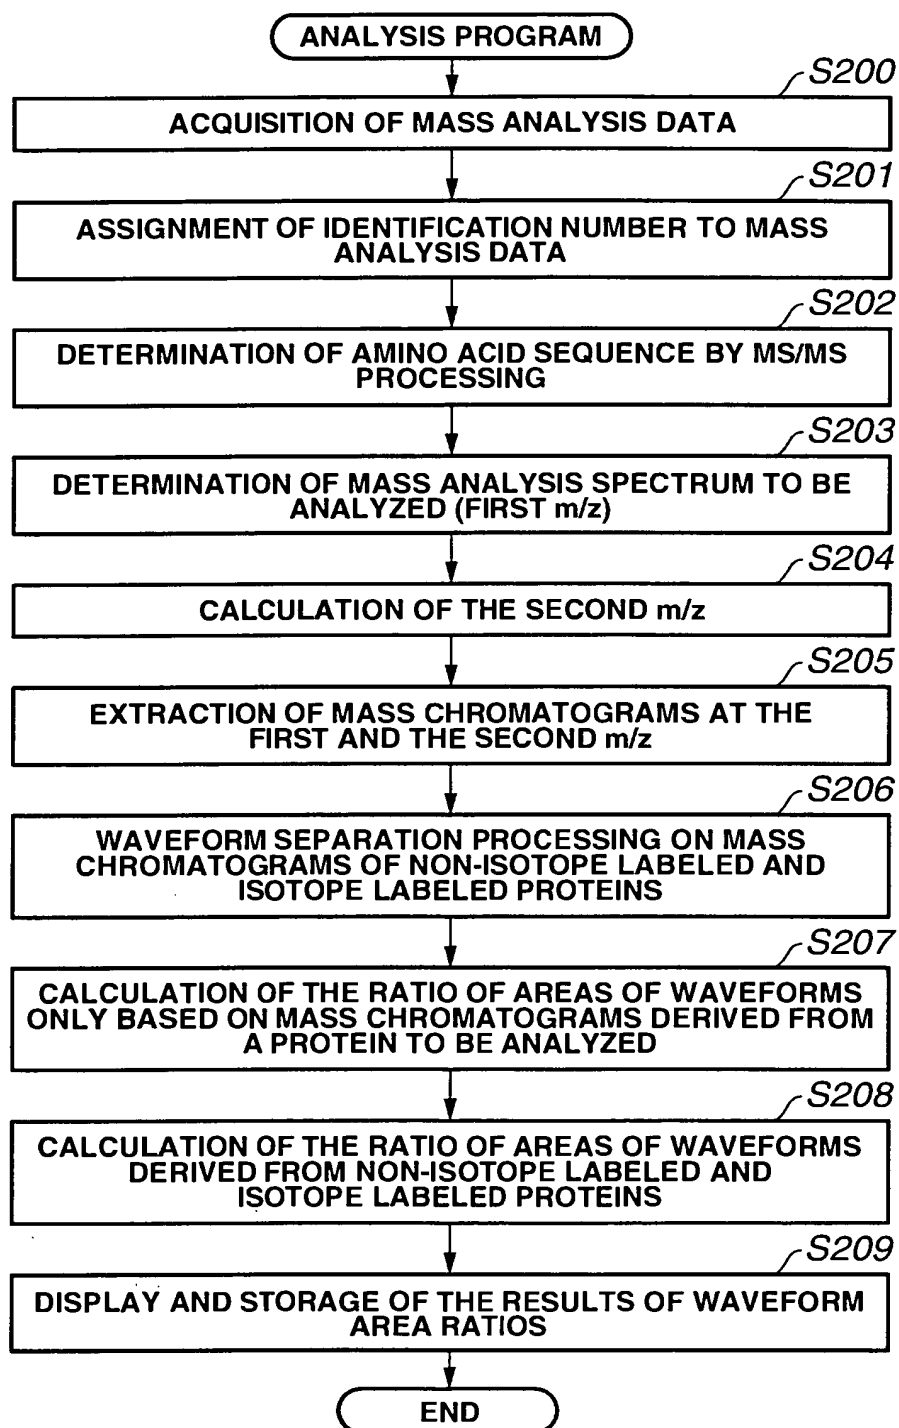 ANALYSIS PROGRAM
S200
ACQUISITION OF MASS ANALYSIS DATA
S201
ASSIGNMENT OF IDENTIFICATION NUMBER TO MASS
ANALYSIS DATA
S202
DETERMINATION OF AMINO ACID SEQUENCE BY MS/MS
PROCESSING
S203
DETERMINATION OF MASS ANALYSIS SPECTRUM TO BE
ANALYZED (FIRST m/z)
S204
CALCULATION OF THE SECOND m/z
S205
EXTRACTION OF MASS CHROMATOGRAMS AT THE
FIRST AND THE SECOND m/z
S206
WAVEFORM SEPARATION PROCESSING ON MASS
CHROMATOGRAMS OF NON-ISOTOPE LABELED AND
ISOTOPE LABELED PROTEINS
S207
CALCULATION OF THE RATIO OF AREAS OF WAVEFORMS
ONLY BASED ON MASS CHROMATOGRAMS DERIVED FROM
A PROTEIN TO BE ANALYZED
S208
CALCULATION OF THE RATIO OF AREAS OF WAVEFORMS
DERIVED FROM NON-ISOTOPE LABELED AND
ISOTOPE LABELED PROTEINS
S209
DISPLAY AND STORAGE OF THE RESULTS OF WAVEFORM
AREA RATIOS
END